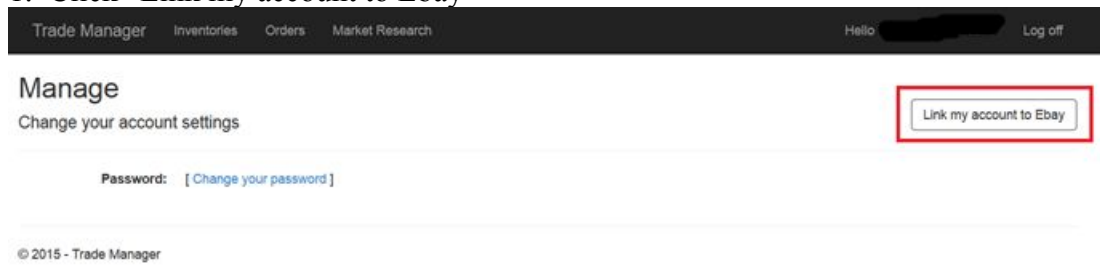 Trade Manager Inventories Orders Market Research Hello Log off
Manage
Change your account settings
Link my account to Ebay
Password: [ Change your password ]
© 2015 - Trade Manager